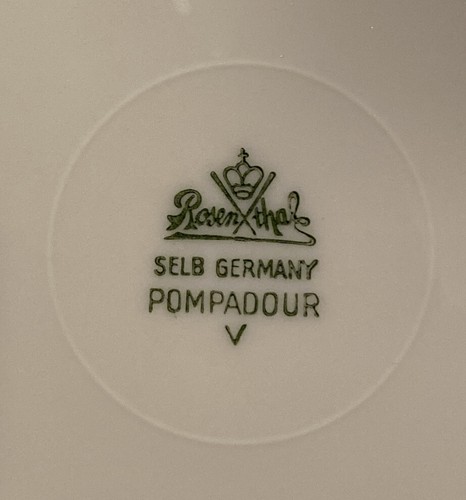 Rosenthal
SELB GERMANY
POMPADOUR
V